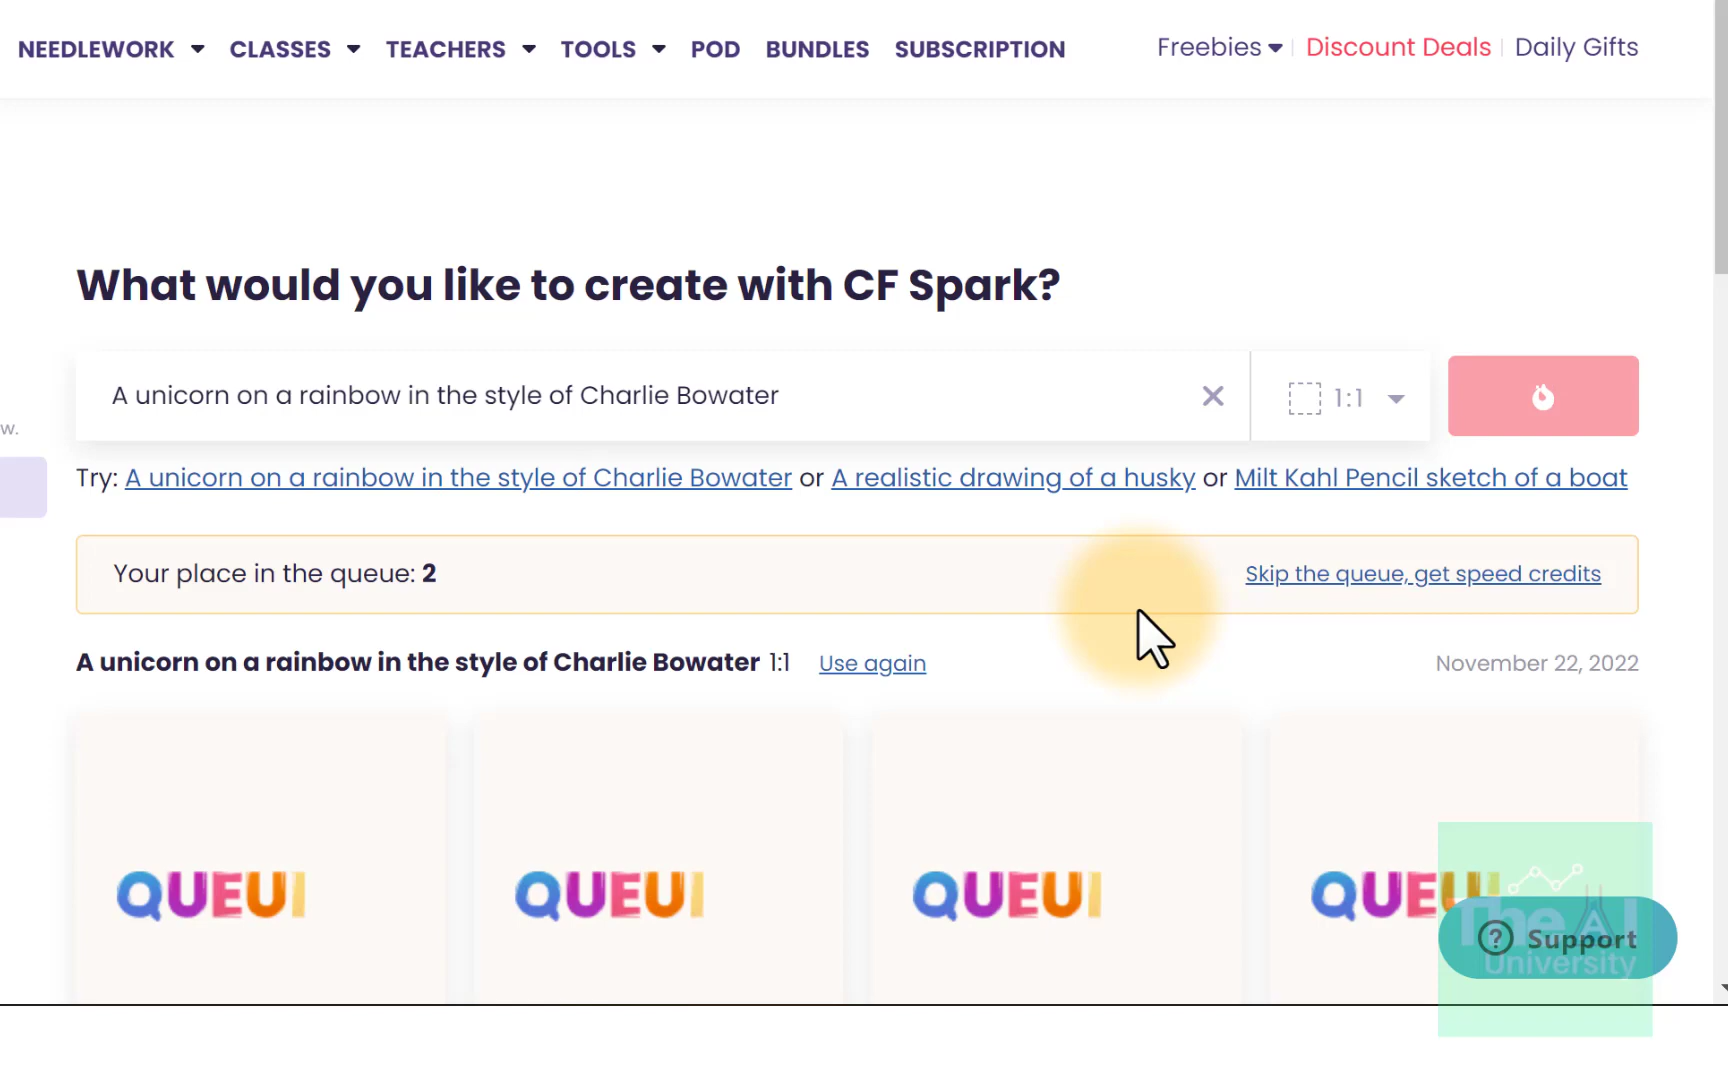 NEEDLEWORK CLASSES TEACHERS TOOLS POD BUNDLES SUBSCRIPTION Freebies Discount Deals Daily Gifts
What would you like to create with CF Spark?
A unicorn on a rainbow in the style of Charlie Bowater 1:1
w.
Try: A unicorn on a rainbow in the style of Charlie Bowater or A realistic drawing of a husky or Milt Kahl Pencil sketch of a boat
Your place in the queue: 2 Skip the queue, get speed credits
A unicorn on a rainbow in the style of Charlie Bowater 1:1 Use again November 22, 2022
QUEUI QUEUI QUEUI QUEUI
The AI
? Support
University